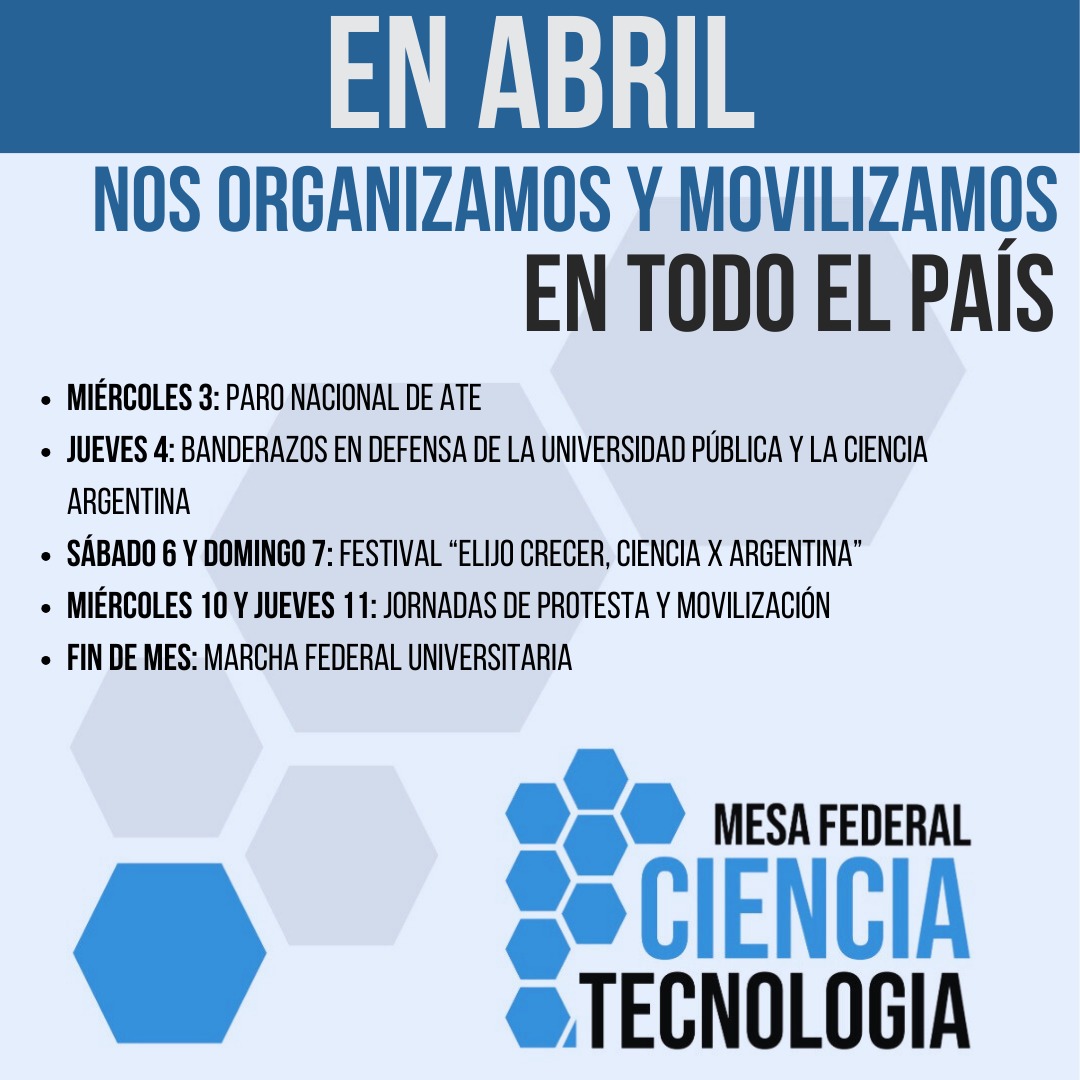 EN ABRIL
NOS ORGANIZAMOS Y MOVILIZAMOS
EN TODO EL PAÍS
• MIÉRCOLES 3: PARO NACIONAL DE ATE
• JUEVES 4: BANDERAZOS EN DEFENSA DE LA UNIVERSIDAD PÚBLICA Y LA CIENCIA
ARGENTINA
• SÁBADO 6 Y DOMINGO 7: FESTIVAL “ELIJO CRECER, CIENCIA X ARGENTINA”
• MIÉRCOLES 10 Y JUEVES 11: JORNADAS DE PROTESTA Y MOVILIZACIÓN
• FIN DE MES: MARCHA FEDERAL UNIVERSITARIA
MESA FEDERAL
CIENCIA
TECNOLOGIA